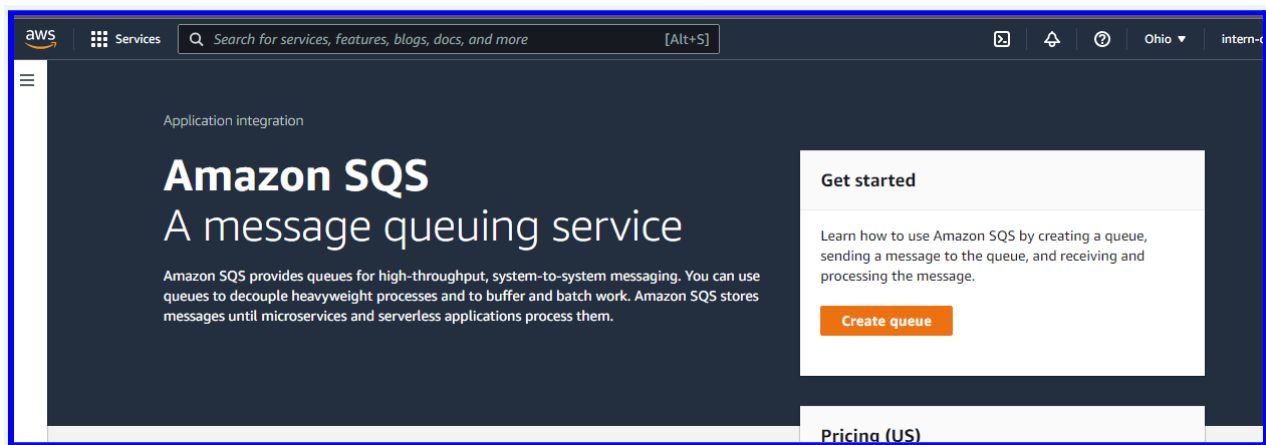 aws
Services
Search for services, features, blogs, docs, and more
[Alt+S]
Ohio
Application integration
Amazon SQS
A message queuing service
Amazon SQS provides queues for high-throughput, system-to-system messaging. You can use
queues to decouple heavyweight processes and to buffer and batch work. Amazon SQS stores
messages until microservices and serverless applications process them.
Get started
Learn how to use Amazon SQS by creating a queue,
sending a message to the queue, and receiving and
processing the message.
Create queue
Pricing (US)